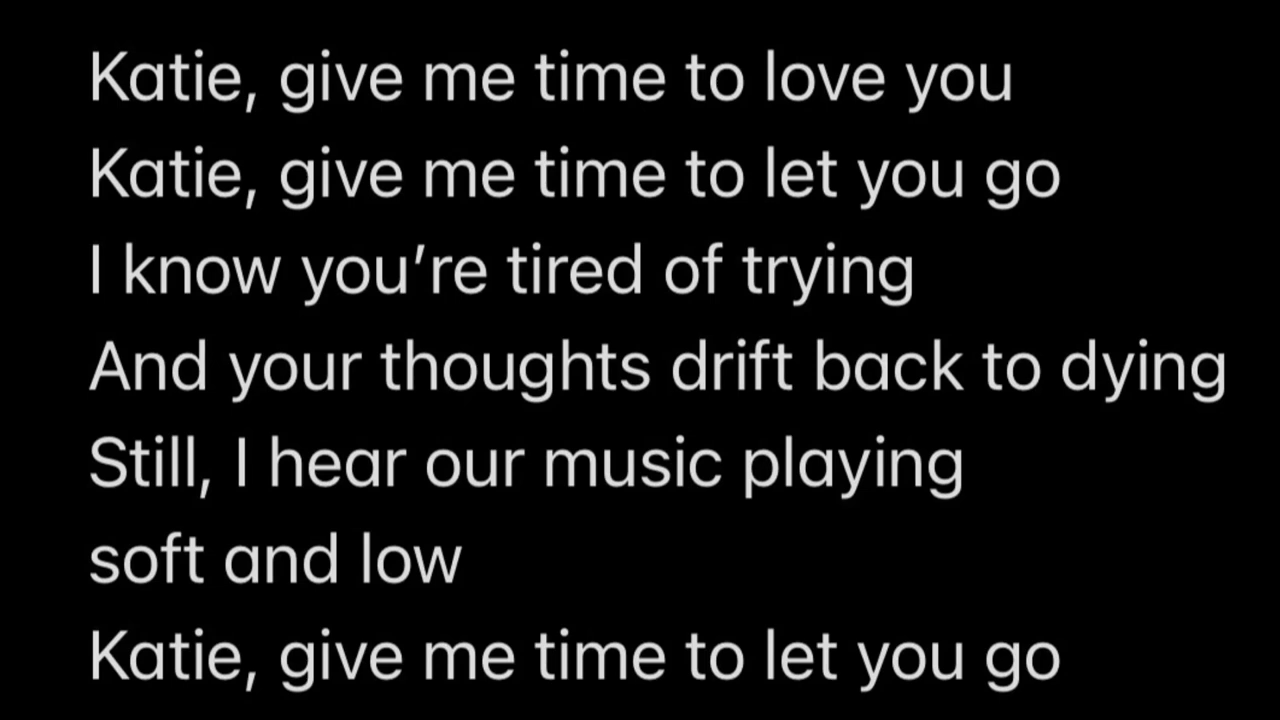 Katie, give me time to love you
Katie, give me time to let you go
I know you’re tired of trying
And your thoughts drift back to dying
Still, I hear our music playing
soft and low
Katie, give me time to let you go